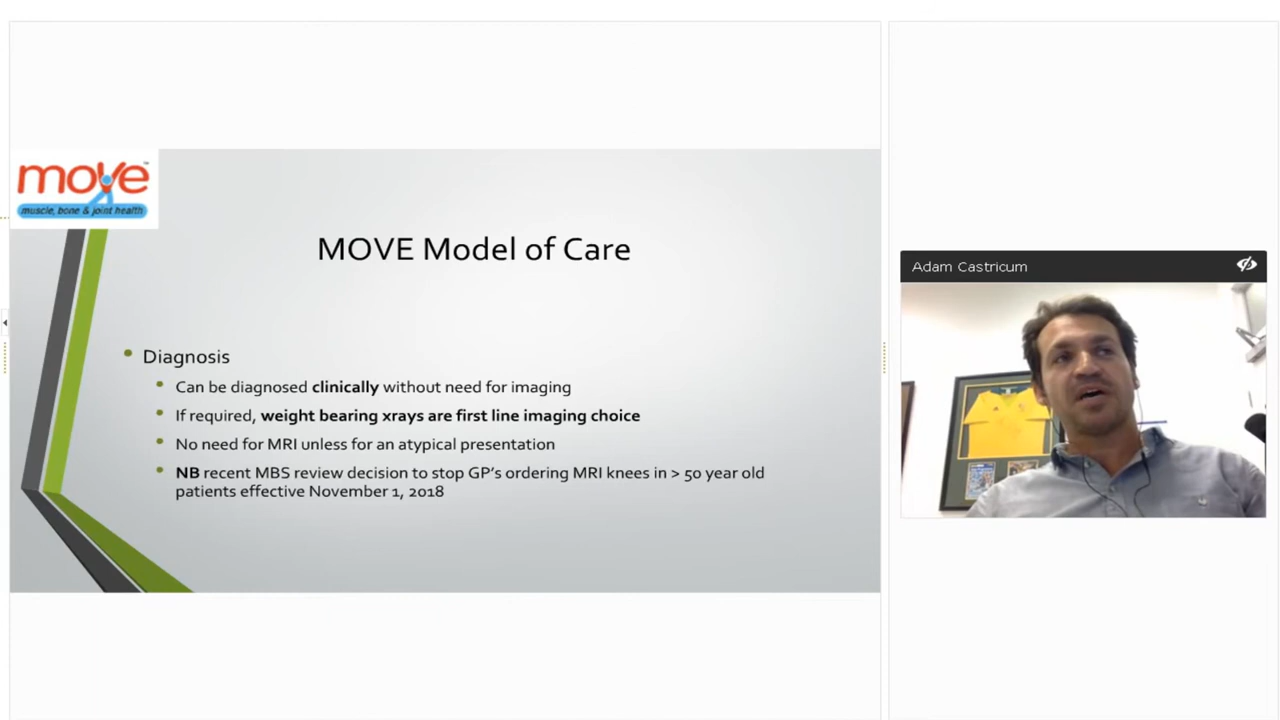 move
muscle, bone & joint health
MOVE Model of Care
Diagnosis
Can be diagnosed clinically without need for imaging
If required, weight bearing xrays are first line imaging choice
No need for MRI unless for an atypical presentation
NB recent MBS review decision to stop GP's ordering MRI knees in > 50 year old
patients effective November 1, 2018
Adam Castricum